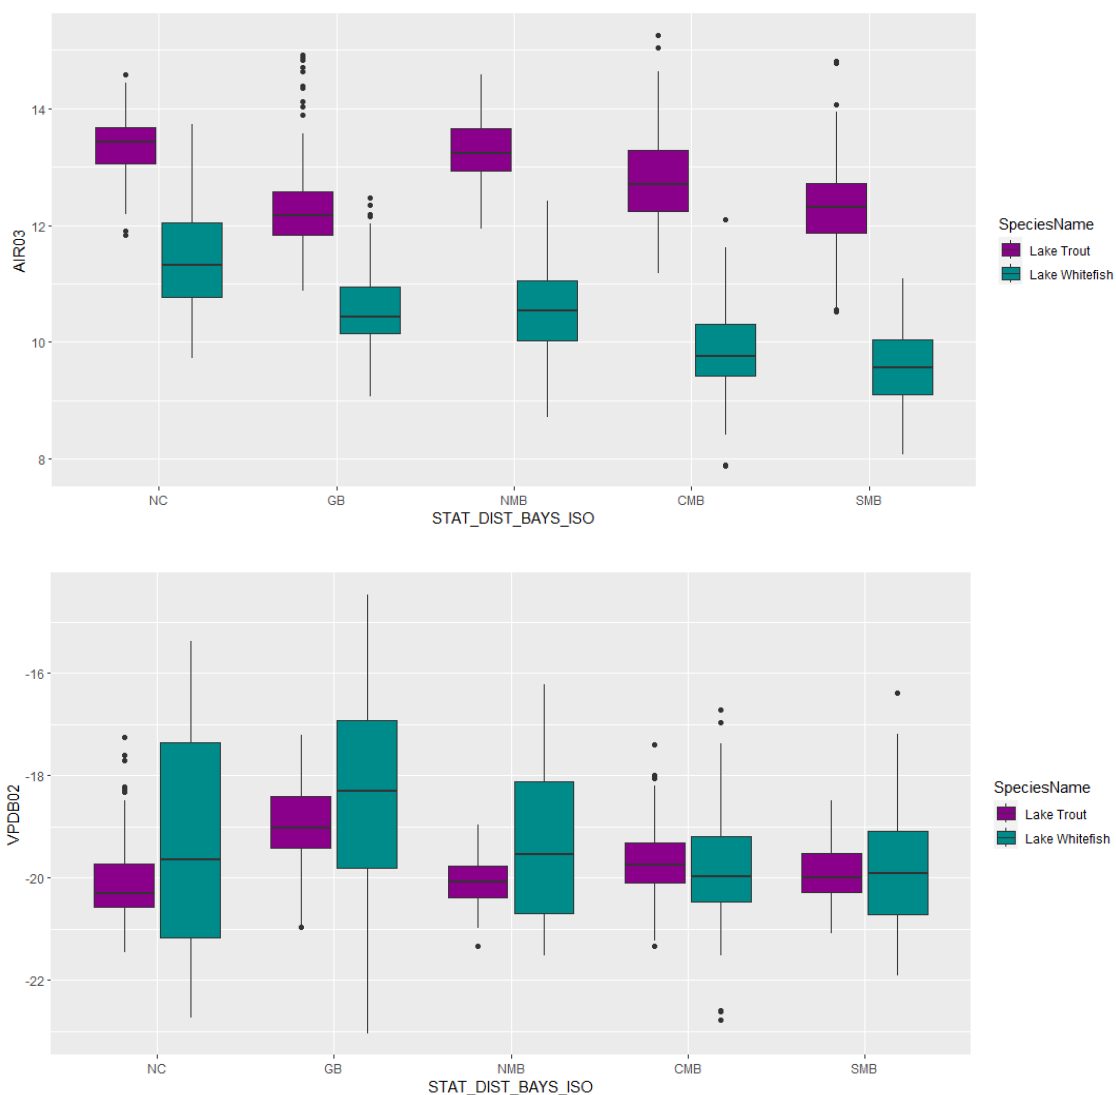 14
12
10
8
AIR03
NC
GB
NMB
CMB
SMB
STAT_DIST_BAYS_ISO
SpeciesName
Lake Trout
Lake Whitefish
-16
-18
-20
-22
VPDB02
NC
GB
NMB
CMB
SMB
STAT_DIST_BAYS_ISO
SpeciesName
Lake Trout
Lake Whitefish